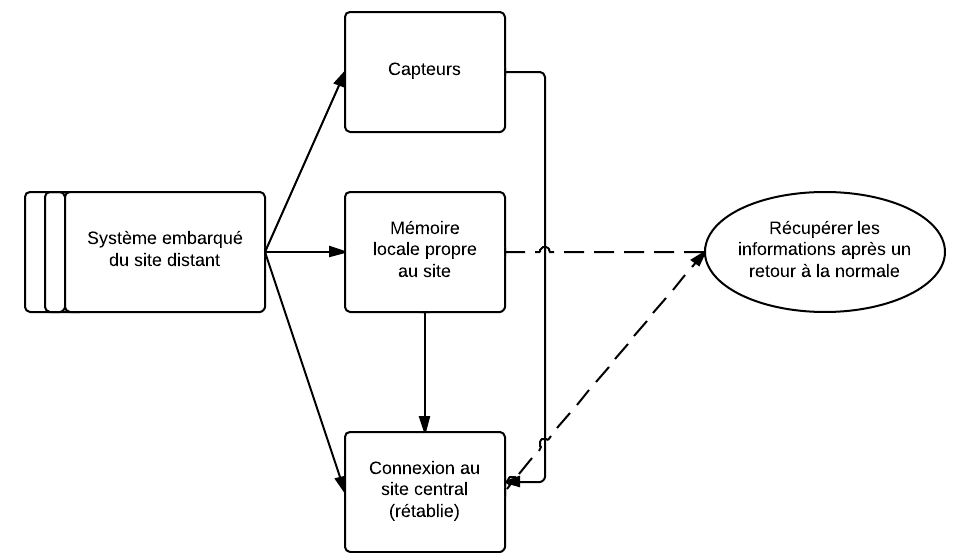 Capteurs
Système embarqué
du site distant
Mémoire
locale propre
au site
Récupérer les
informations après un
retour à la normale
Connexion au
site central
(rétablie)